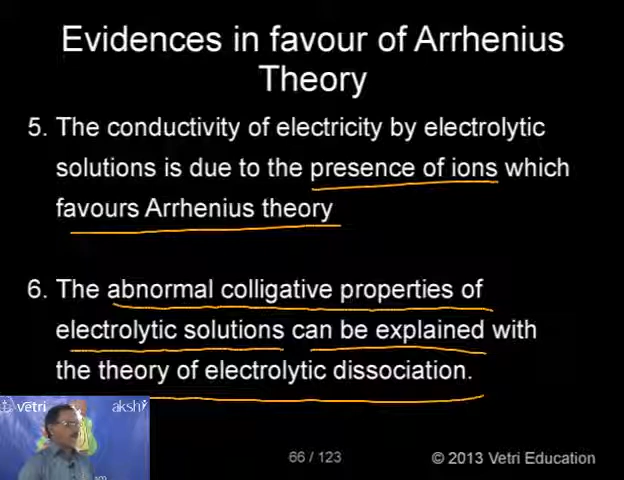 Evidences in favour of Arrhenius
Theory
5. The conductivity of electricity by electrolytic
solutions is due to the presence of ions which
favours Arrhenius theory
6. The abnormal colligative properties of
electrolytic solutions can be explained with
the theory of electrolytic dissociation.
vetri akshi
66 / 123
© 2013 Vetri Education